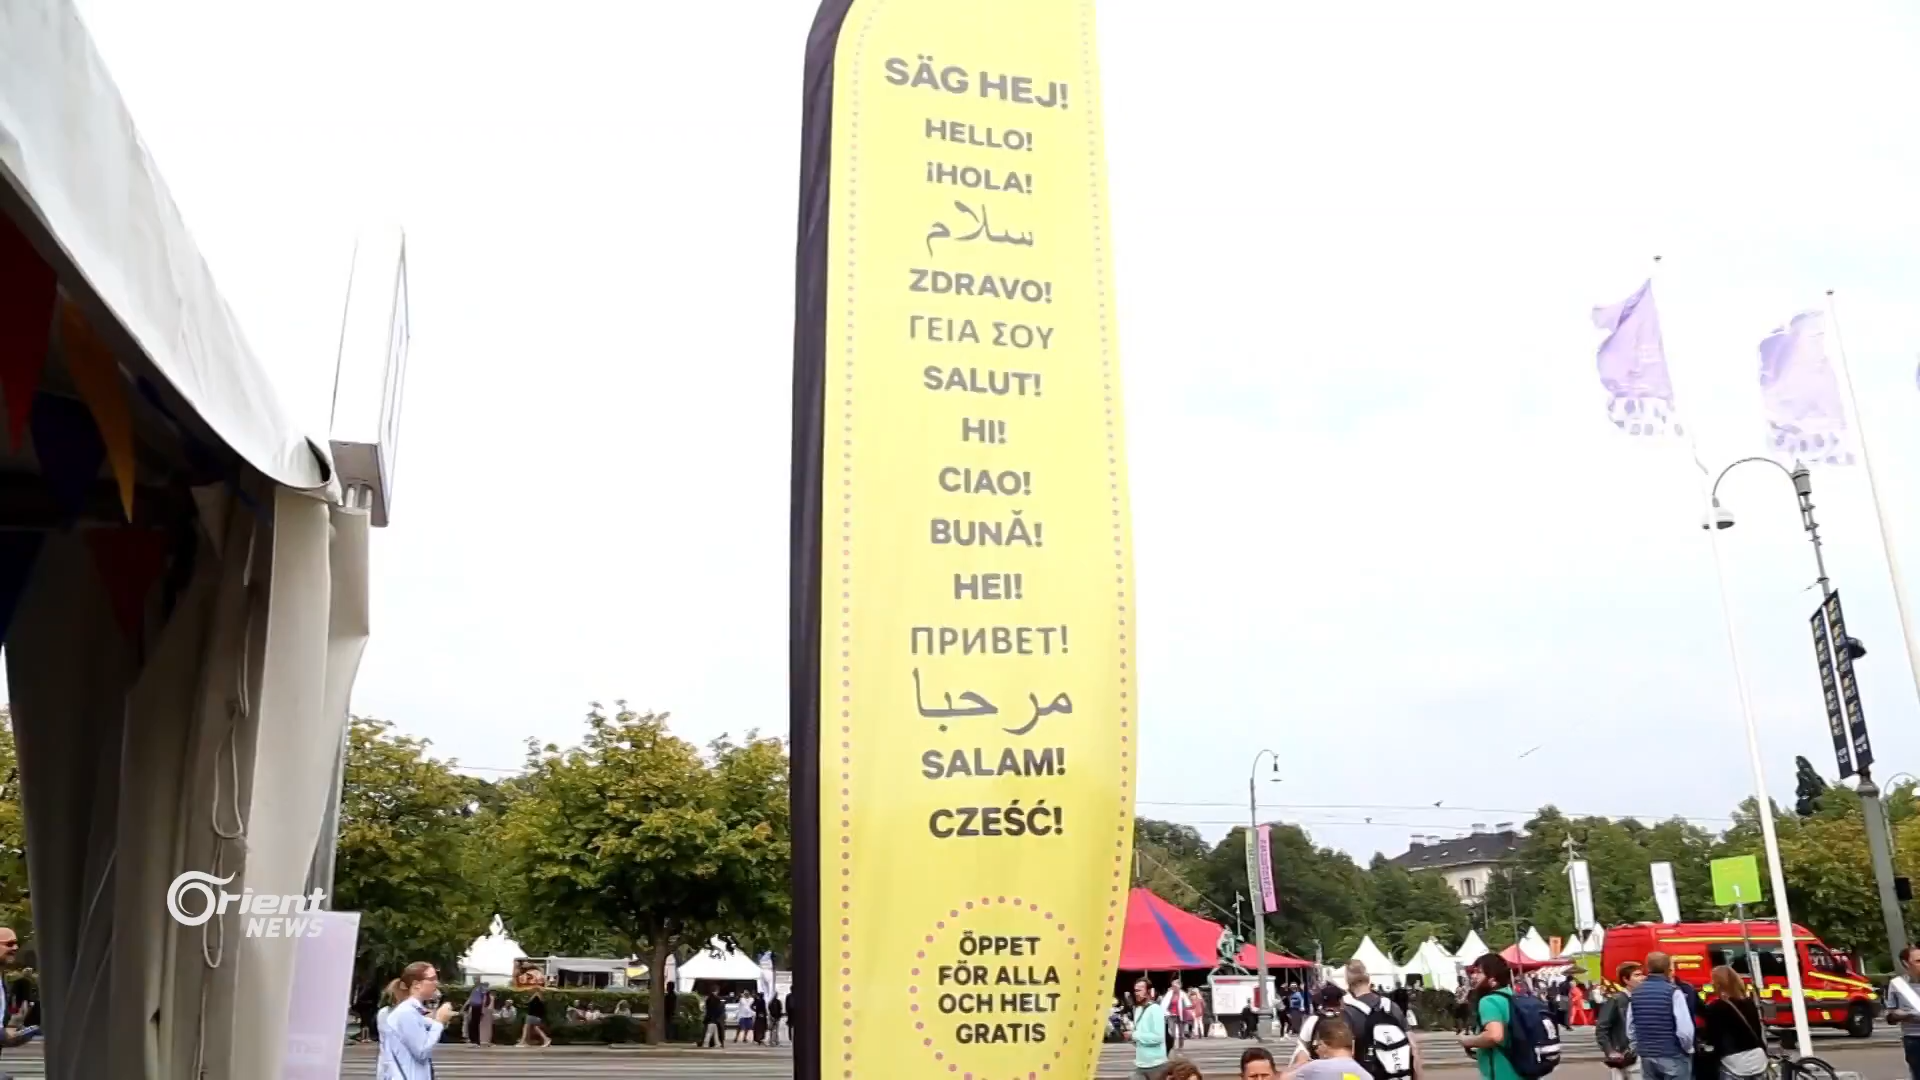 SÄG HEJ!
HELLO!
¡HOLA!
سلام
ZDRAVO!
ΓΕΙΑ ΣΟΥ
SALUT!
HI!
CIAO!
BUNĂ!
HEI!
ПРИВЕТ!
مرحبا
SALAM!
CZEŚĆ!
ÖPPET
FÖR ALLA
OCH HELT
GRATIS
Orient
NEWS